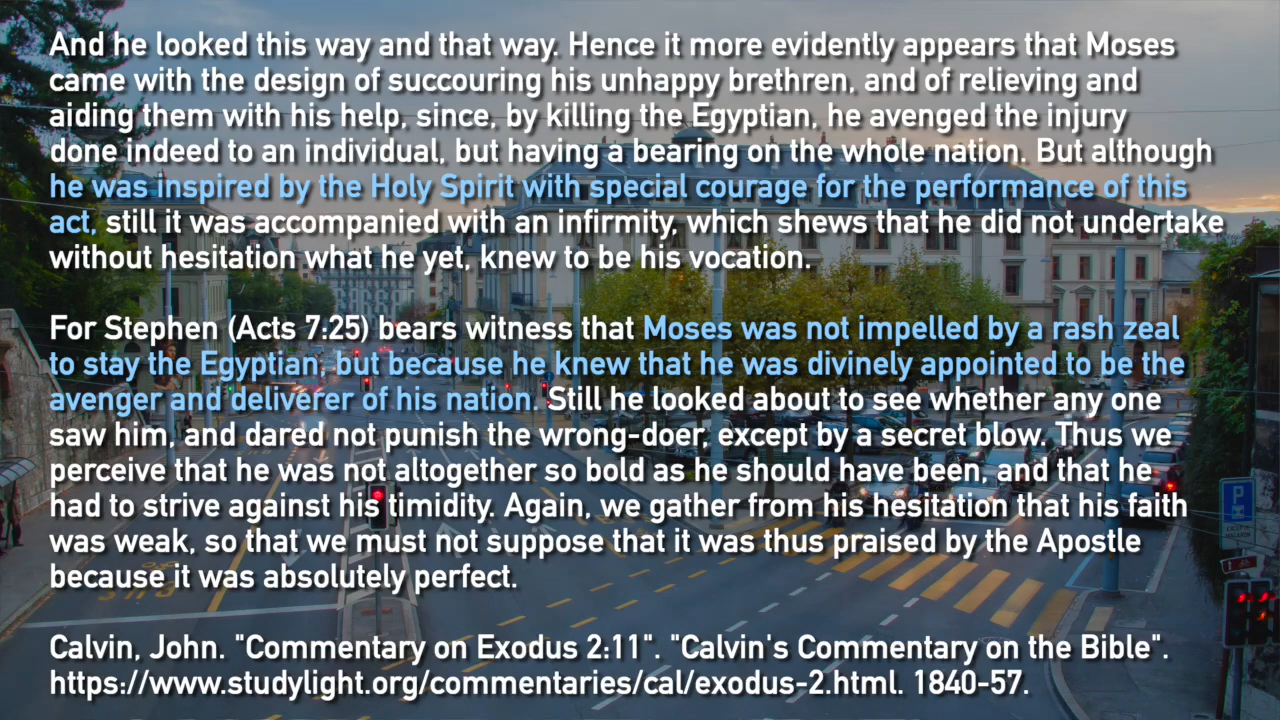 And he looked this way and that way. Hence it more evidently appears that Moses
came with the design of succouring his unhappy brethren, and of relieving and
aiding them with his help, since, by killing the Egyptian, he avenged the injury
done indeed to an individual, but having a bearing on the whole nation. But although
he was inspired by the Holy Spirit with special courage for the performance of this
act, still it was accompanied with an infirmity, which shews that he did not undertake
without hesitation what he yet, knew to be his vocation.
For Stephen (Acts 7:25) bears witness that Moses was not impelled by a rash zeal
to stay the Egyptian, but because he knew that he was divinely appointed to be the
avenger and deliverer of his nation. Still he looked about to see whether any one
saw him, and dared not punish the wrong-doer, except by a secret blow. Thus we
perceive that he was not altogether so bold as he should have been, and that he
had to strive against his timidity. Again, we gather from his hesitation that his faith
was weak, so that we must not suppose that it was thus praised by the Apostle
because it was absolutely perfect.
Calvin, John. "Commentary on Exodus 2:11". "Calvin's Commentary on the Bible".
https://www.studylight.org/commentaries/cal/exodus-2.html. 1840-57.
P